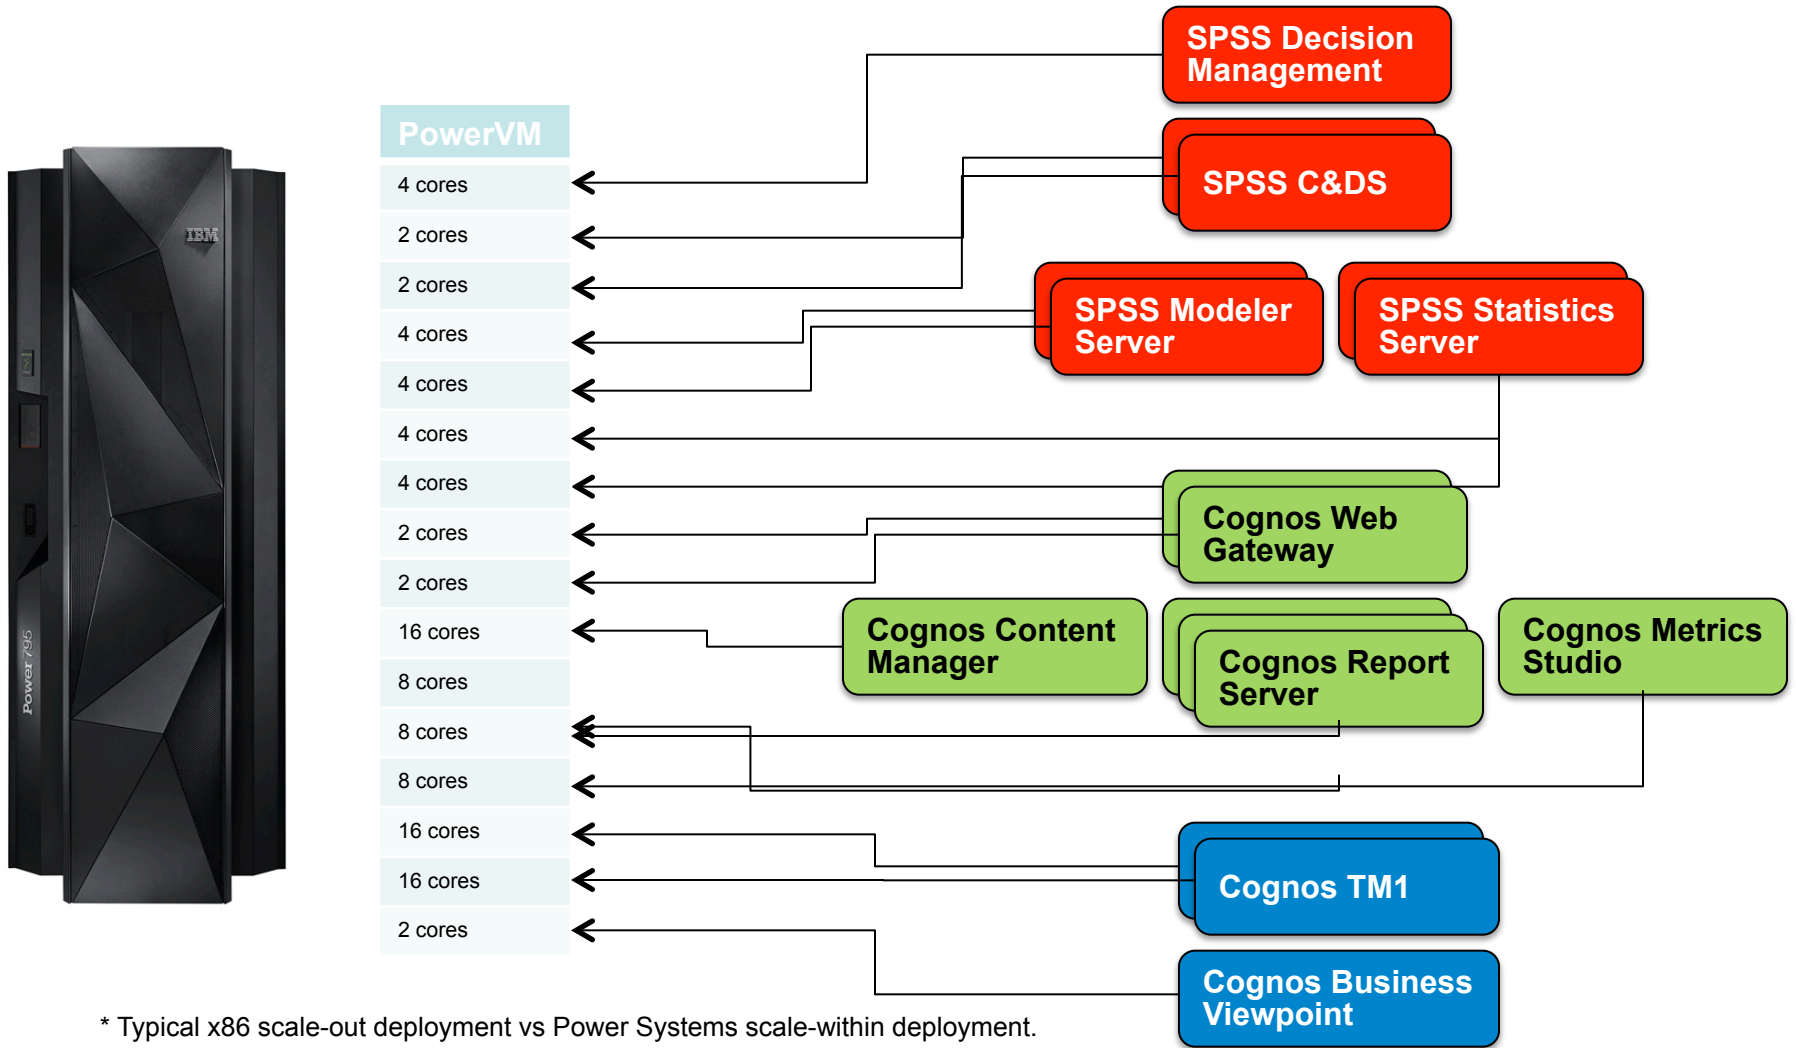 SPSS Decision
Management
PowerVM
4 cores
2 cores
2 cores
4 cores
4 cores
4 cores
4 cores
2 cores
2 cores
16 cores
8 cores
8 cores
8 cores
16 cores
16 cores
2 cores
IBM
Power 795
SPSS C&DS
SPSS Modeler
Server
SPSS Statistics
Server
Cognos Web
Gateway
Cognos Content
Manager
Cognos Report
Server
Cognos Metrics
Studio
Cognos TM1
Cognos Business
Viewpoint
* Typical x86 scale-out deployment vs Power Systems scale-within deployment.